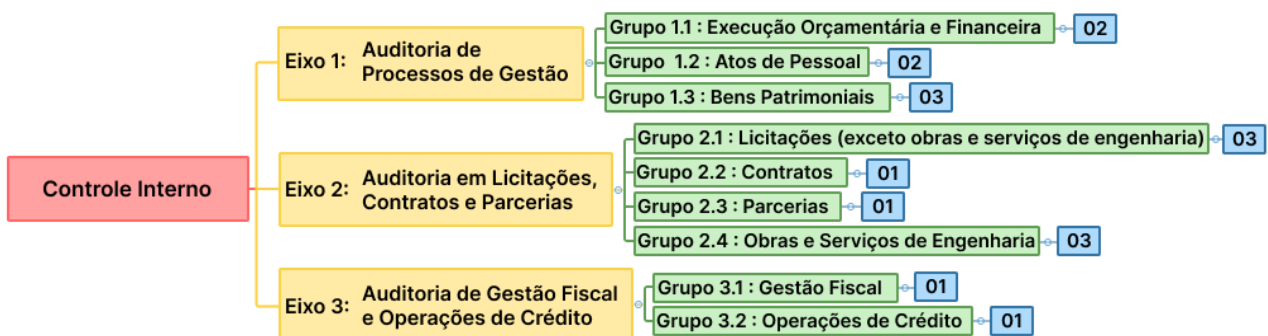 Controle Interno
Eixo 1: Auditoria de
Processos de Gestão
Grupo 1.1 : Execução Orçamentária e Financeira 02
Grupo 1.2 : Atos de Pessoal 02
Grupo 1.3 : Bens Patrimoniais 03
Eixo 2: Auditoria em Licitações,
Contratos e Parcerias
Grupo 2.1 : Licitações (exceto obras e serviços de engenharia) 03
Grupo 2.2 : Contratos 01
Grupo 2.3 : Parcerias 01
Grupo 2.4 : Obras e Serviços de Engenharia 03
Eixo 3: Auditoria de Gestão Fiscal
e Operações de Crédito
Grupo 3.1 : Gestão Fiscal 01
Grupo 3.2 : Operações de Crédito 01